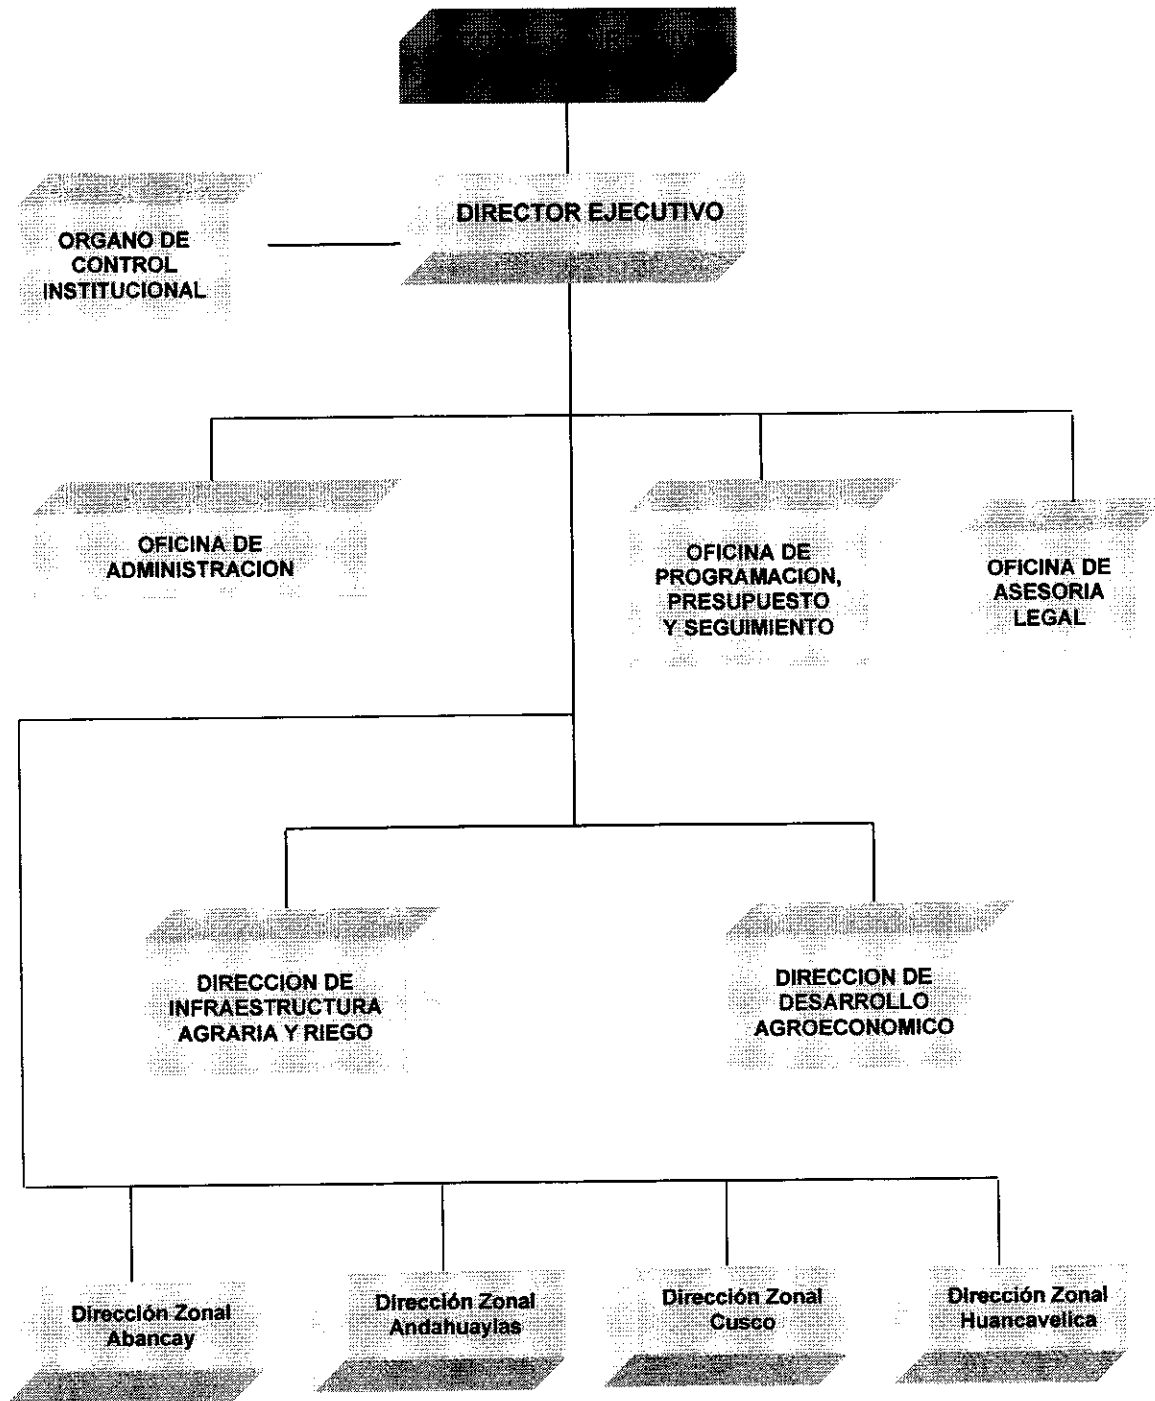 DIRECTOR EJECUTIVO
ORGANO DE
CONTROL
INSTITUCIONAL
OFICINA DE
ADMINISTRACION
OFICINA DE
PROGRAMACION,
PRESUPUESTO
Y SEGUIMIENTO
OFICINA DE
ASESORIA
LEGAL
DIRECCION DE
INFRAESTRUCTURA
AGRARIA Y RIEGO
DIRECCION DE
DESARROLLO
AGROECONOMICO
Dirección Zonal
Abancay
Dirección Zonal
Andahuaylas
Dirección Zonal
Cusco
Dirección Zonal
Huancavelica